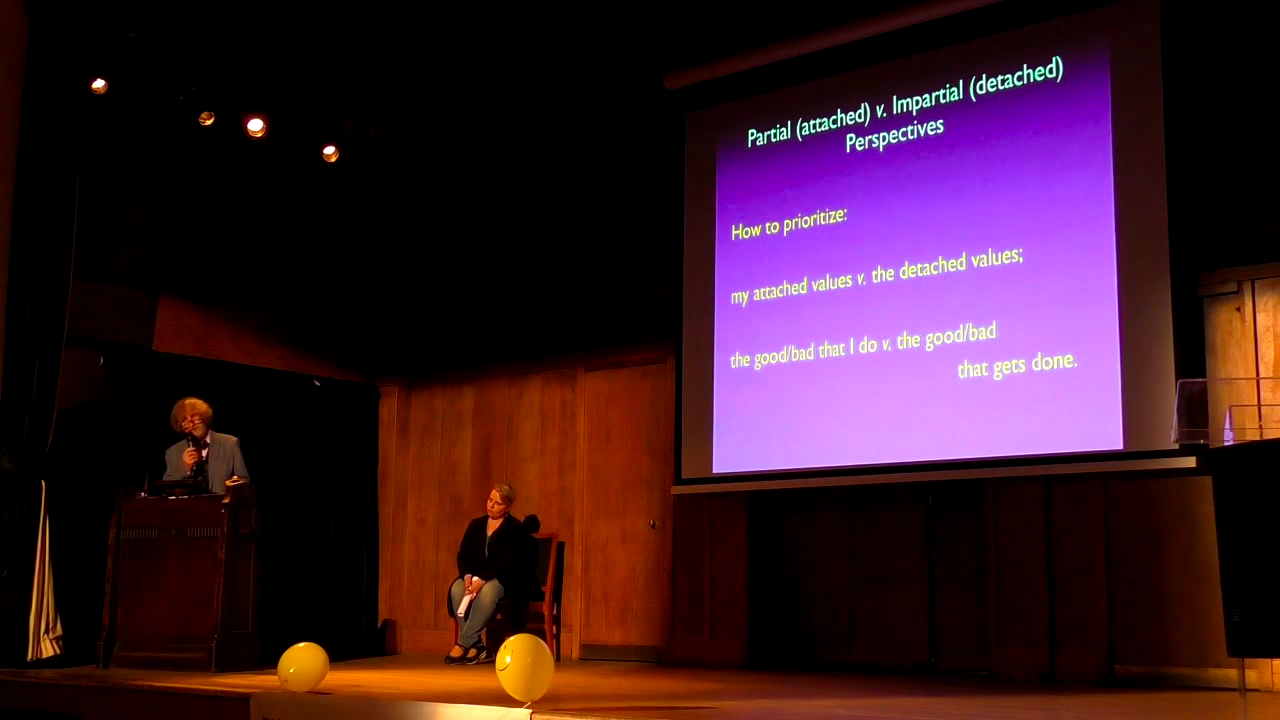 Partial (attached) v. Impartial (detached)
Perspectives
How to prioritize:
my attached values v. the detached values;
the good/bad that I do v. the good/bad
that gets done.